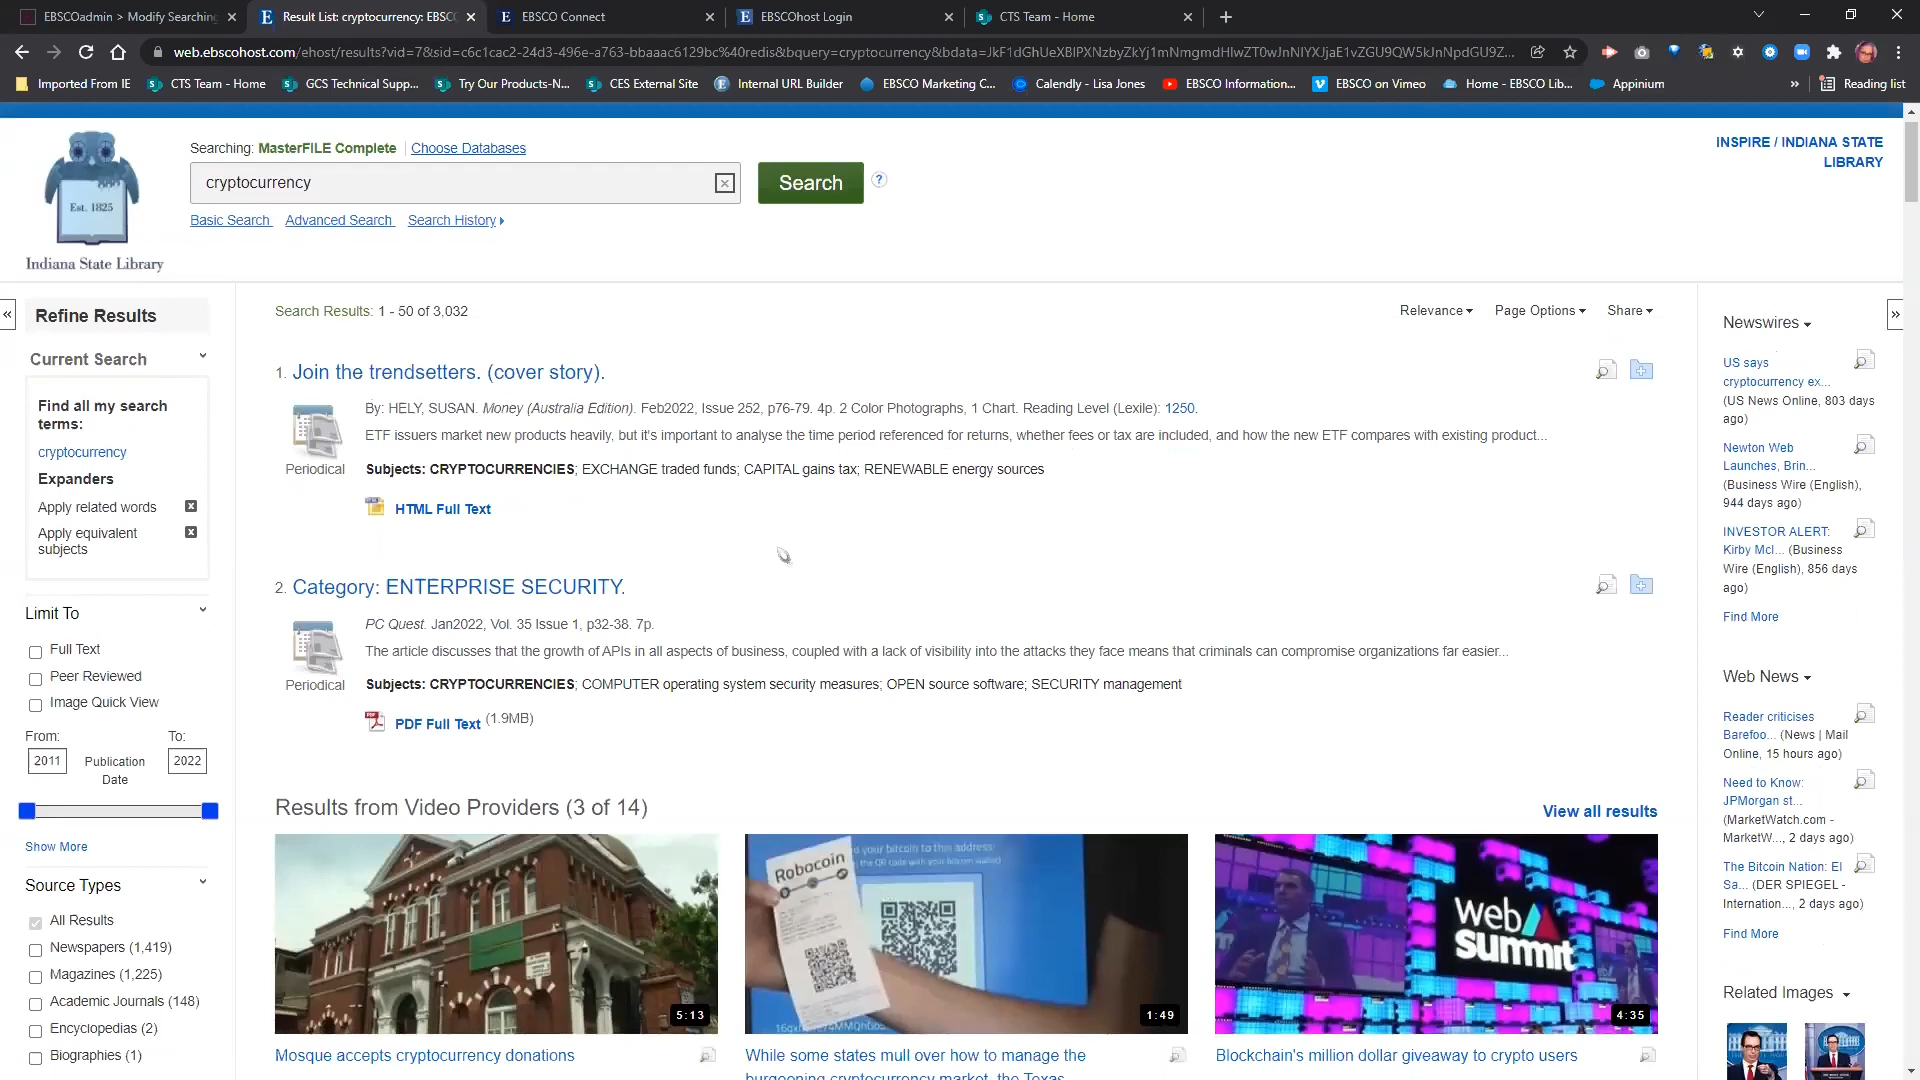 EBSCOadmin > Modify Searching
Result List: cryptocurrency: EBSC
EBSCO Connect
EBSCOhost Login
CTS Team - Home
web.ebscohost.com/ehost/results?vid=7&sid=c6c1cac2-24d3-496e-a763-bbaaac6129bc%40redis&bquery=cryptocurrency&bdata=
Imported From IE
CTS Team - Home
GCS Technical Supp...
Try Our Products-N...
CES External Site
Internal URL Builder
EBSCO Marketing C...
Calendly - Lisa Jones
EBSCO Information...
EBSCO on Vimeo
Home - EBSCO Lib...
Appinium
Reading list
Est. 1825
Indiana State Library
Searching: MasterFILE Complete
Choose Databases
cryptocurrency
Search
Basic Search
Advanced Search
Search History
INSPIRE / INDIANA STATE
LIBRARY
Refine Results
Current Search
Find all my search
terms:
cryptocurrency
Expanders
Apply related words
Apply equivalent
subjects
Limit To
Full Text
Peer Reviewed
Image Quick View
From:
To:
2011
Publication
Date
2022
Show More
Source Types
All Results
Newspapers (1,419)
Magazines (1,225)
Academic Journals (148)
Encyclopedias (2)
Biographies (1)
Search Results: 1 - 50 of 3,032
Relevance
Page Options
Share
1. Join the trendsetters. (cover story).
By: HELY, SUSAN. Money (Australia Edition). Feb2022, Issue 252, p76-79. 4p. 2 Color Photographs, 1 Chart. Reading Level (Lexile): 1250.
ETF issuers market new products heavily, but it's important to analyse the time period referenced for returns, whether fees or tax are included, and how the new ETF compares with existing product...
Periodical
Subjects: CRYPTOCURRENCIES; EXCHANGE traded funds; CAPITAL gains tax; RENEWABLE energy sources
HTML Full Text
2. Category: ENTERPRISE SECURITY.
PC Quest. Jan2022, Vol. 35 Issue 1, p32-38. 7p.
The article discusses that the growth of APIs in all aspects of business, coupled with a lack of visibility into the attacks they face means that criminals can compromise organizations far easier...
Periodical
Subjects: CRYPTOCURRENCIES; COMPUTER operating system security measures; OPEN source software; SECURITY management
PDF Full Text (1.9MB)
Results from Video Providers (3 of 14)
View all results
5:13
Robocoin
your bitcoin to this address
1:49
web
summit
4:35
Mosque accepts cryptocurrency donations
While some states mull over how to manage the
burgeoning cryptocurrency market, the Texas
Blockchain's million dollar giveaway to crypto users
Newswires
US says
cryptocurrency ex...
(US News Online, 803 days
ago)
Newton Web
Launches, Brin...
(Business Wire (English),
944 days ago)
INVESTOR ALERT:
Kirby McI... (Business
Wire (English), 856 days
ago)
Find More
Web News
Reader criticises
Barefoo... (News | Mail
Online, 15 hours ago)
Need to Know:
JPMorgan st...
(MarketWatch.com -
MarketW..., 2 days ago)
The Bitcoin Nation: El
Sa... (DER SPIEGEL -
Internation..., 2 days ago)
Find More
Related Images